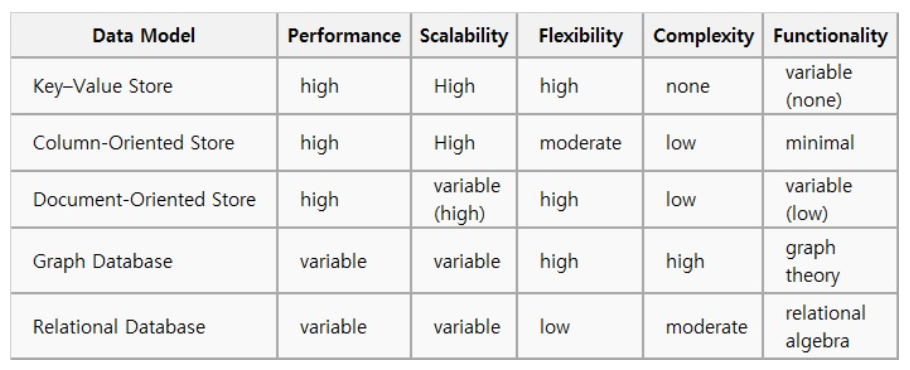 Data Model Performance Scalability Flexibility Complexity Functionality
Key–Value Store high High high none variable (none)
Column-Oriented Store high High moderate low minimal
Document-Oriented Store high variable (high) high low variable (low)
Graph Database variable variable high high graph theory
Relational Database variable variable low moderate relational algebra